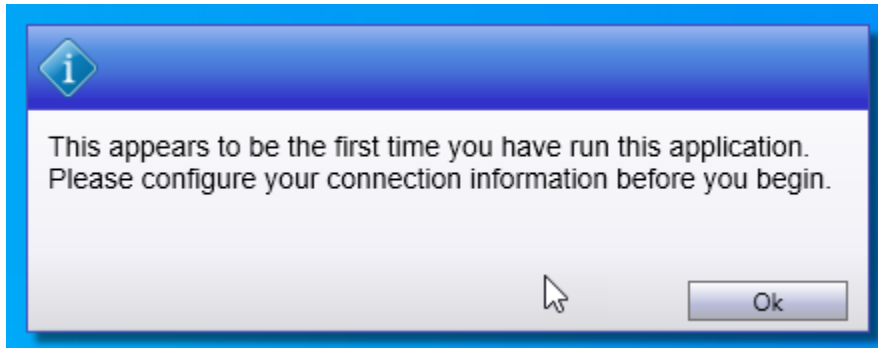 This appears to be the first time you have run this application.
Please configure your connection information before you begin.
Ok